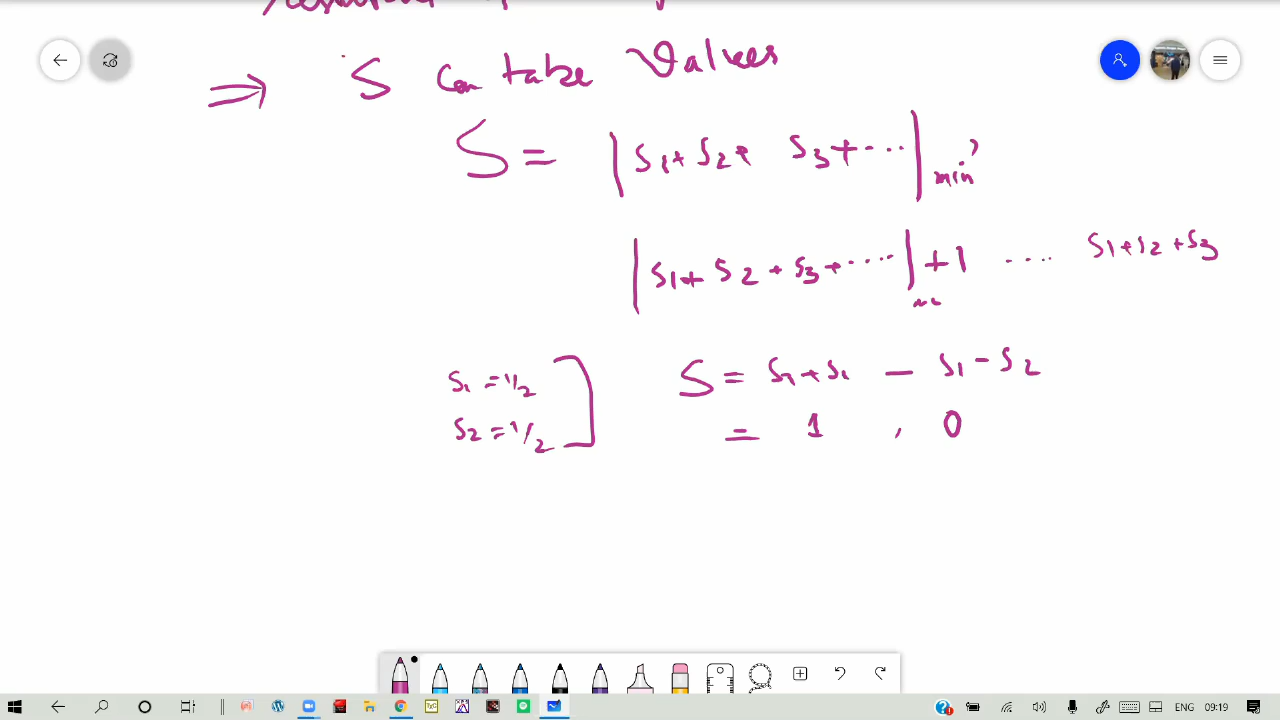 ⇒ S can take values
S = |S1 + S2 + S3 + ....|min,
|S1 + S2 + S3 + .....| + 1 .... S1 + S2 + S3
S1 = 1/2
S2 = 1/2
S = S2 + S1 — S1 - S2
= 1 , 0
ENG 09:19